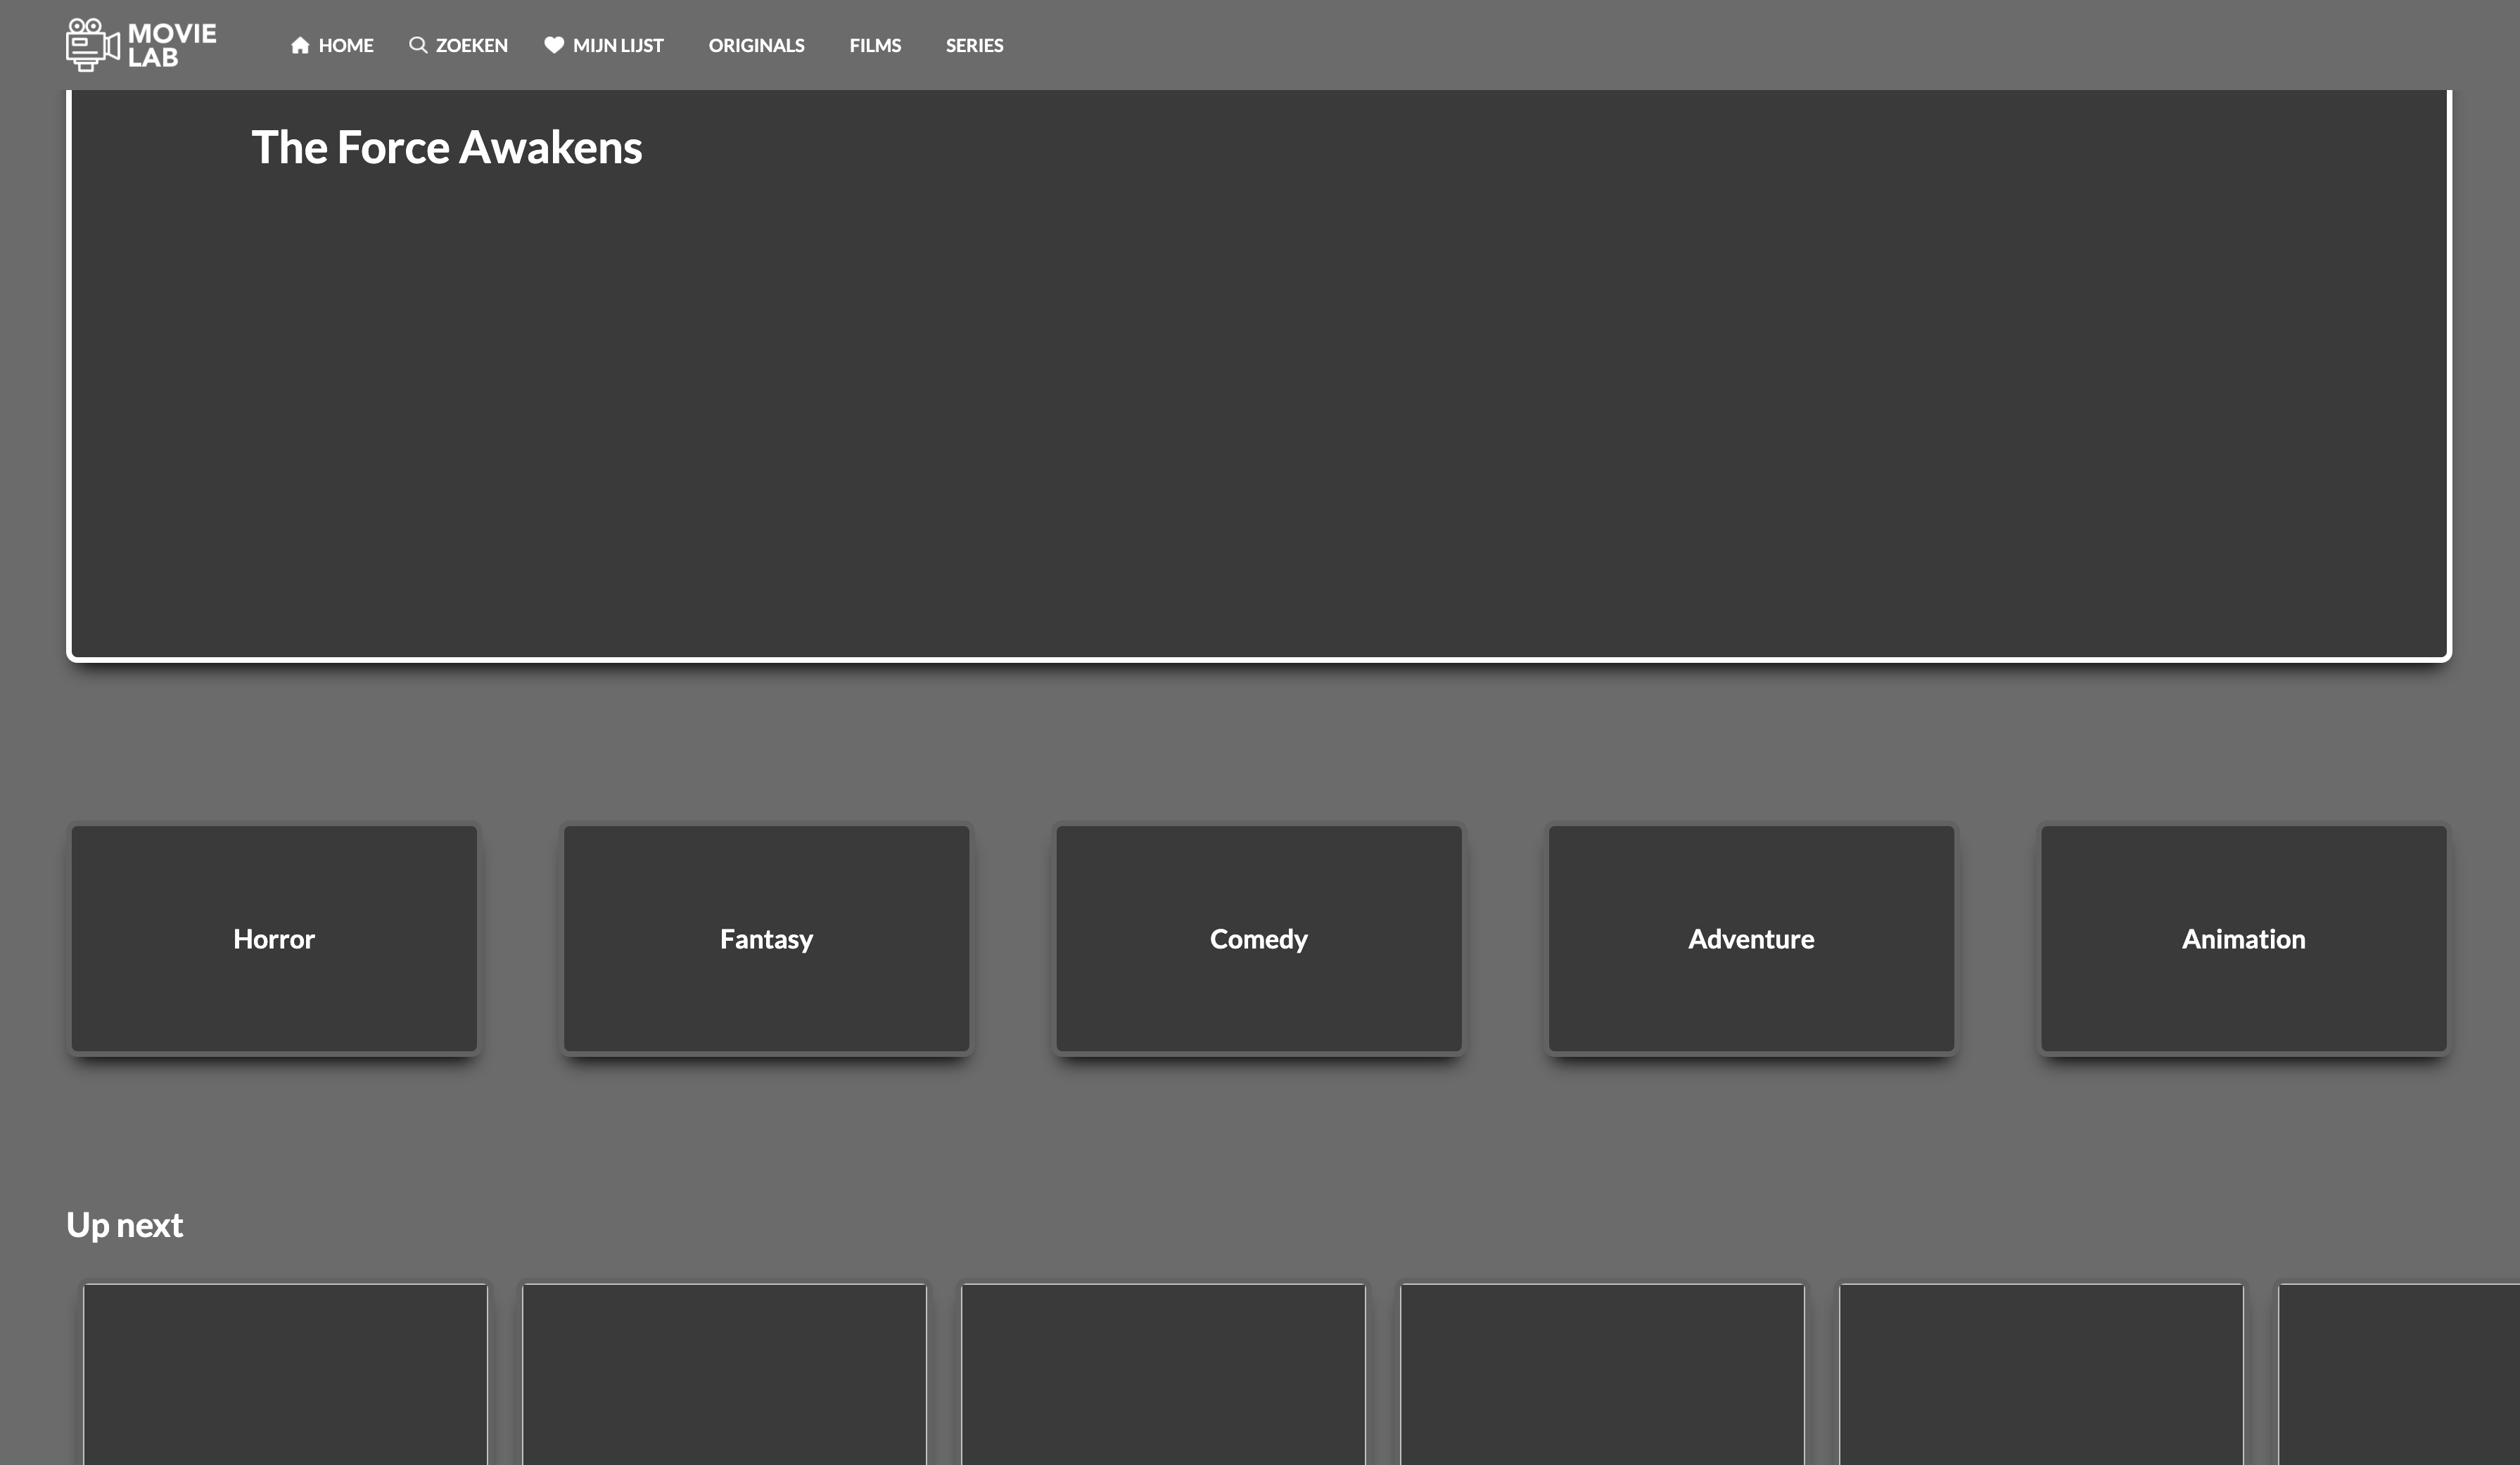 MOVIE
LAB
HOME ZOEKEN MIJN LIJST ORIGINALS FILMS SERIES
The Force Awakens
Horror Fantasy Comedy Adventure Animation
Up next